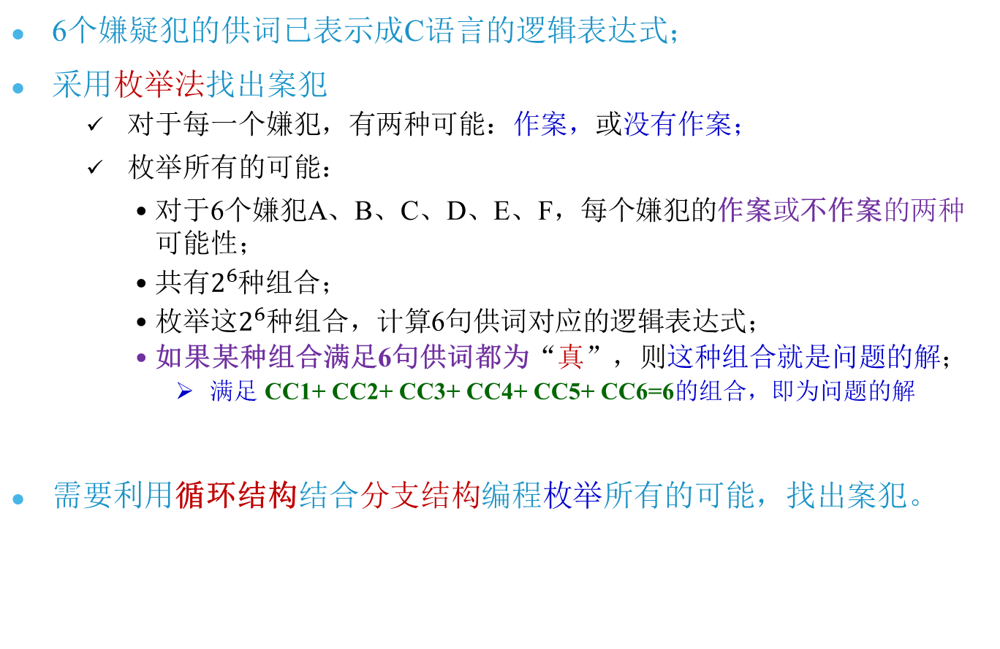 6个嫌疑犯的供词已表示成C语言的逻辑表达式；
采用枚举法找出案犯
对于每一个嫌犯，有两种可能：作案，或没有作案；
枚举所有的可能：
对于6个嫌犯A、B、C、D、E、F，每个嫌犯的作案或不作案的两种
可能性；
共有2⁶种组合；
枚举这2⁶种组合，计算6句供词对应的逻辑表达式；
如果某种组合满足6句供词都为“真”，则这种组合就是问题的解；
满足 CC1+ CC2+ CC3+ CC4+ CC5+ CC6=6的组合，即为问题的解
需要利用循环结构结合分支结构编程枚举所有的可能，找出案犯。